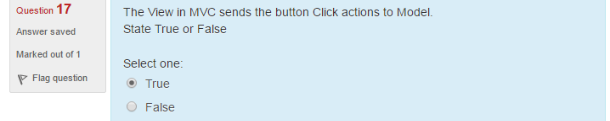 Question 17
Answer saved
Marked out of 1
Flag question
The View in MVC sends the button Click actions to Model.
State True or False
Select one:
True
False